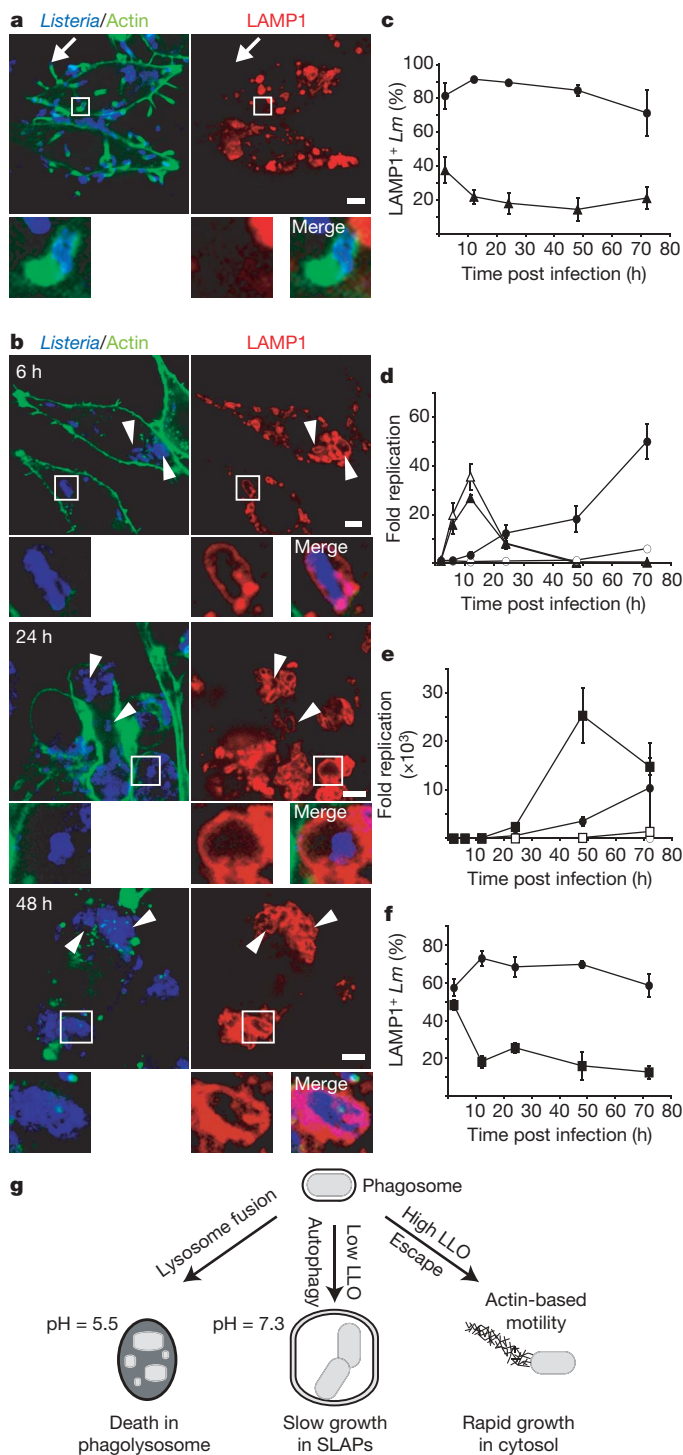 a
Listeria/Actin
LAMP1
Merge
b
Listeria/Actin
LAMP1
6 h
Merge
24 h
Merge
48 h
Merge
c
LAMP1+ Lm (%)
100
80
60
40
20
10 20 30 40 50 60 70 80
Time post infection (h)
d
Fold replication
60
40
20
10 20 30 40 50 60 70 80
Time post infection (h)
e
Fold replication
(×10³)
30
20
10
10 20 30 40 50 60 70 80
Time post infection (h)
f
LAMP1+ Lm (%)
80
60
40
20
10 20 30 40 50 60 70 80
Time post infection (h)
g
Phagosome
Lysosome fusion
Autophagy
Low LLO
High LLO
Escape
pH = 5.5
pH = 7.3
Actin-based
motility
Death in
phagolysosome
Slow growth
in SLAPs
Rapid growth
in cytosol